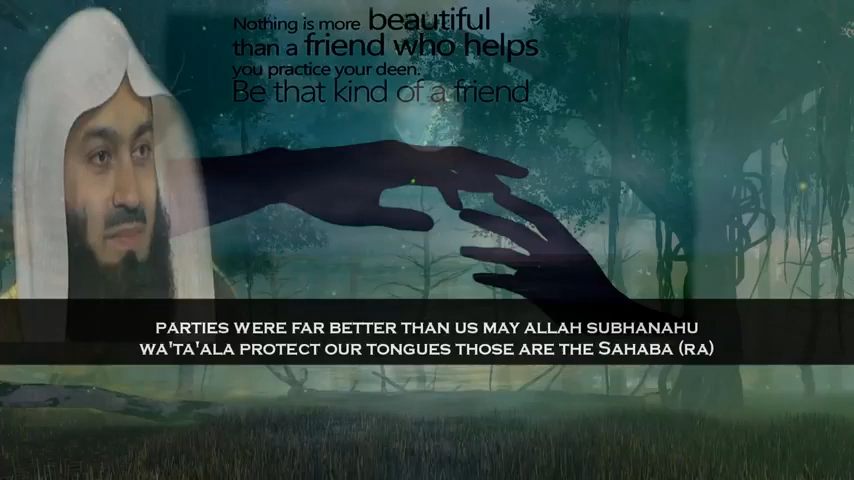 Nothing is more beautiful
than a friend who helps
you practice your deen.
Be that kind of a friend
PARTIES WERE FAR BETTER THAN US MAY ALLAH SUBHANAHU
WA'TA'ALA PROTECT OUR TONGUES THOSE ARE THE SAHABA (RA)